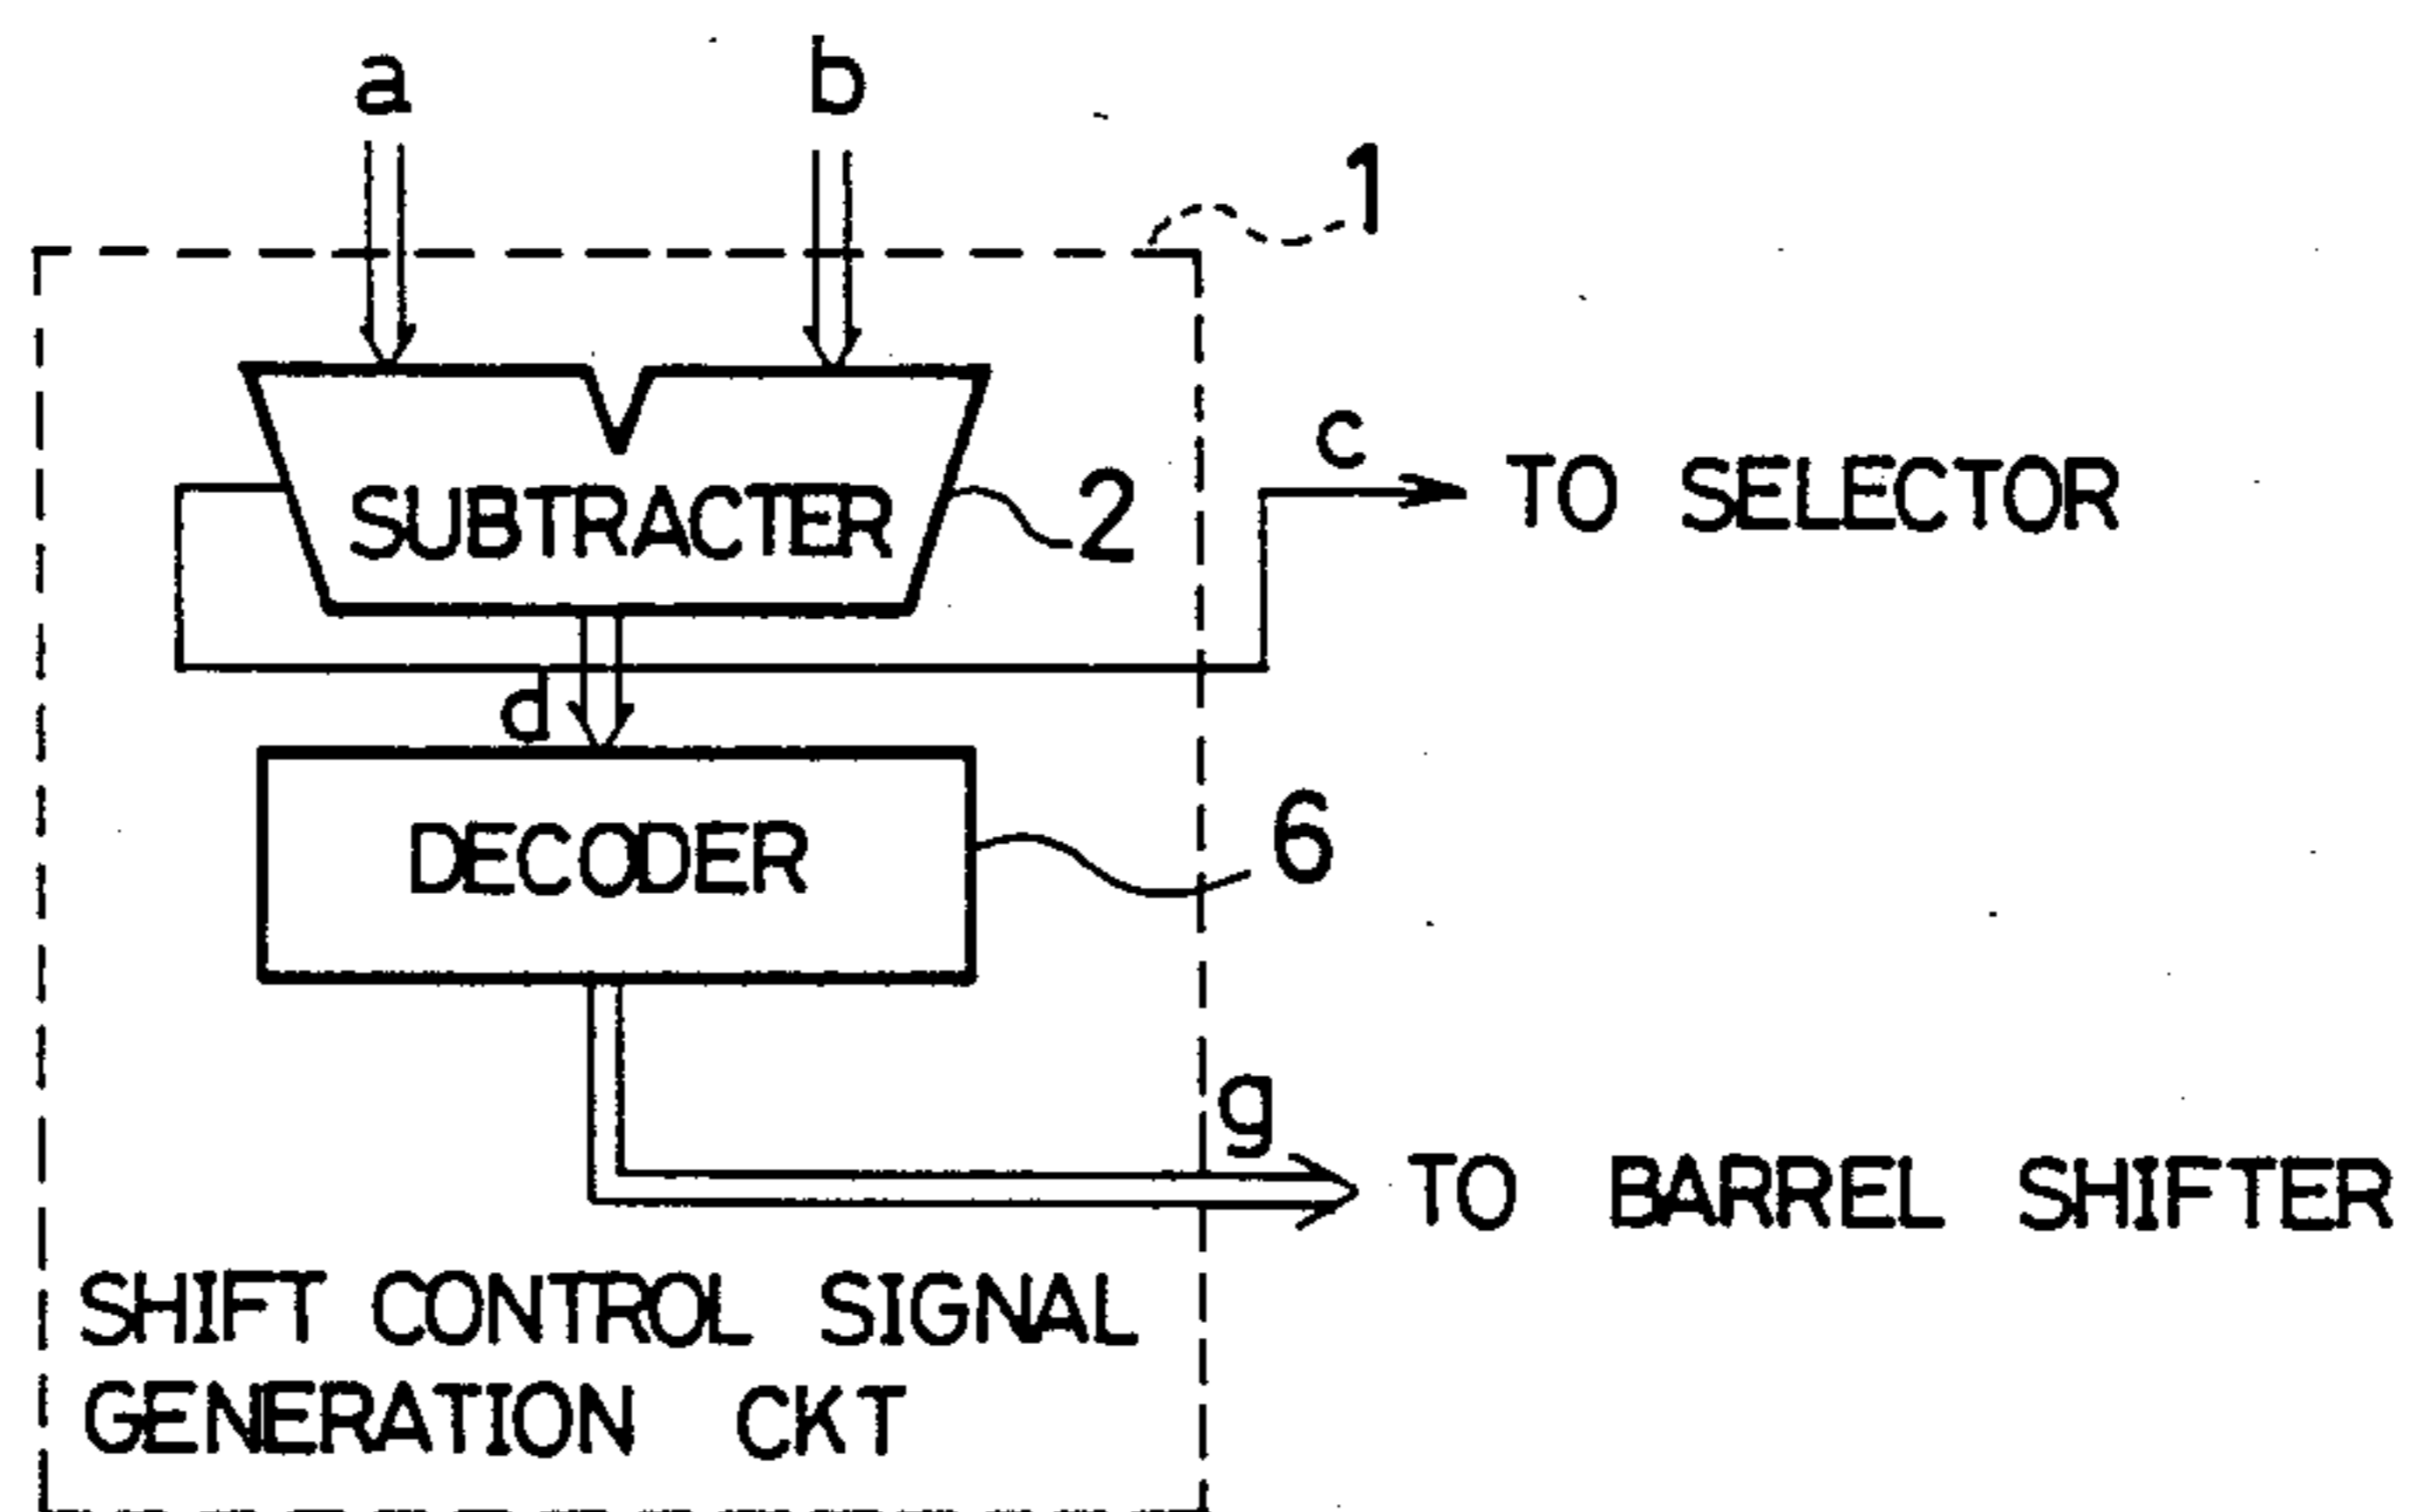 a
b
1
SUBTRACTER
2
c
TO SELECTOR
d
DECODER
6
g
TO BARREL SHIFTER
SHIFT CONTROL SIGNAL
GENERATION CKT